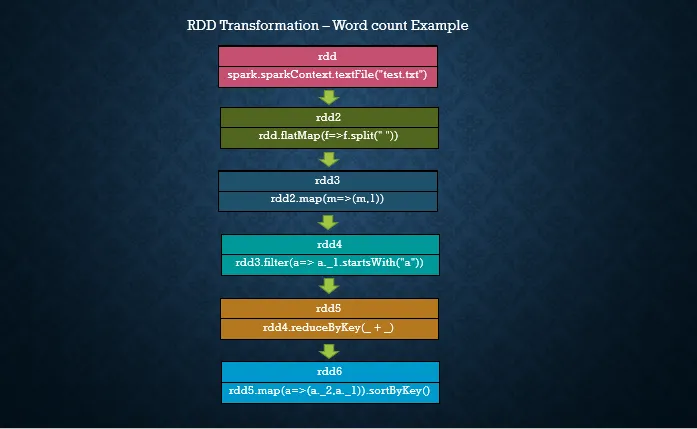 RDD Transformation – Word count Example
rdd
spark.sparkContext.textFile("test.txt")
rdd2
rdd.flatMap(f=>f.split(" "))
rdd3
rdd2.map(m=>(m,1))
rdd4
rdd3.filter(a=> a._1.startsWith("a"))
rdd5
rdd4.reduceByKey(_ + _)
rdd6
rdd5.map(a=>(a._2,a._1)).sortByKey()